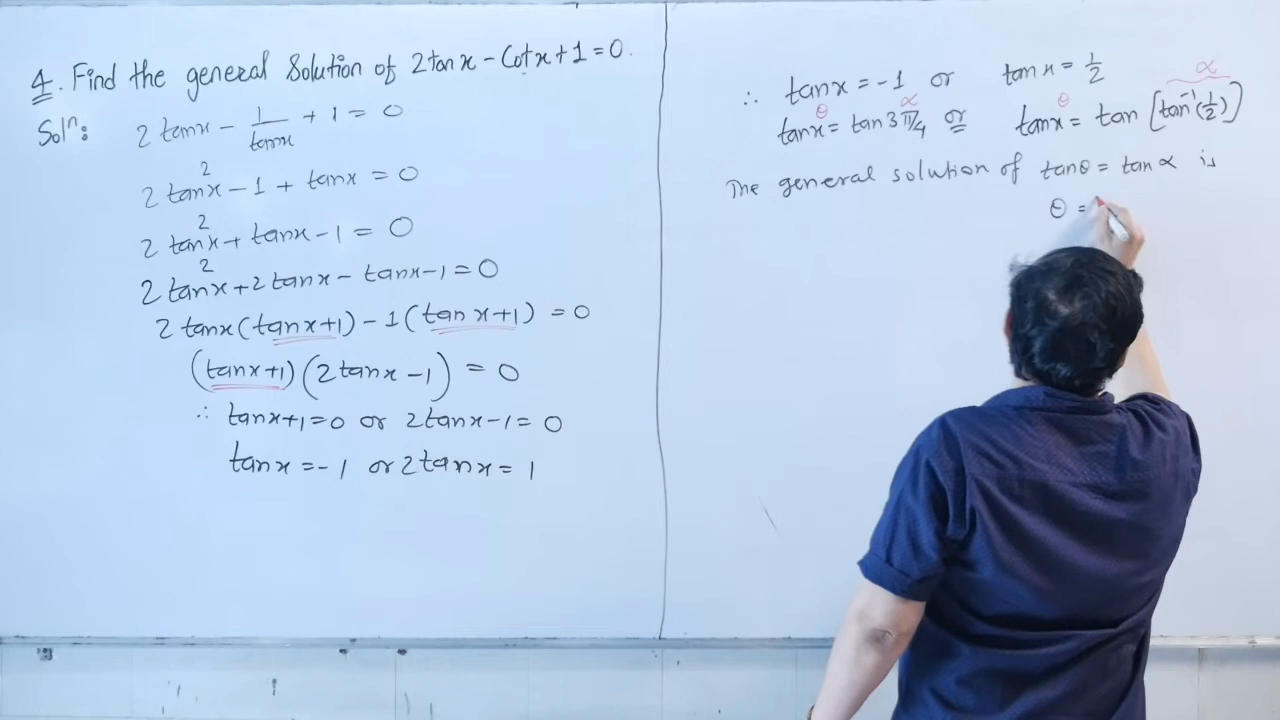 4. Find the general Solution of 2 tan x - Cot x + 1 = 0.
Solⁿ: 2 tan x - 1/tan x + 1 = 0
2 tan²x - 1 + tan x = 0
2 tan²x + tan x - 1 = 0
2 tan²x + 2 tan x - tan x - 1 = 0
2 tan x (tan x + 1) - 1 (tan x + 1) = 0
(tan x + 1) (2 tan x - 1) = 0
∴ tan x + 1 = 0 or 2 tan x - 1 = 0
tan x = -1 or 2 tan x = 1
∴ tan x = -1 or tan x = 1/2
θ α θ α
tan x = tan 3π/4 or tan x = tan [tan⁻¹(1/2)]
The general solution of tan θ = tan α is
θ =